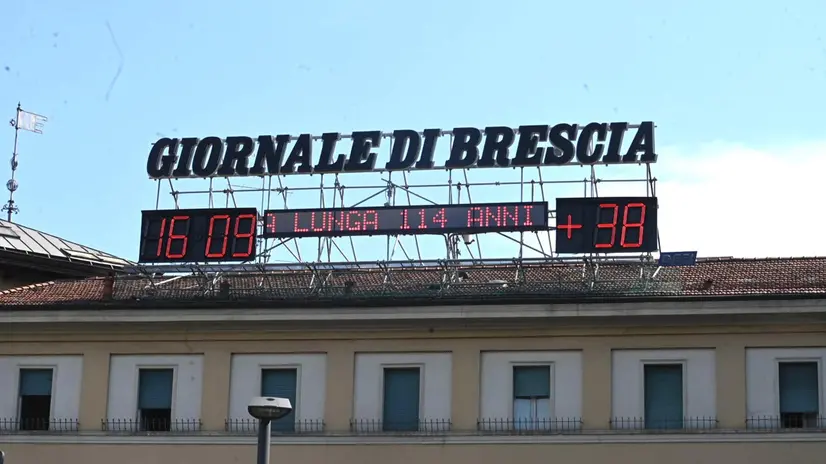 GIORNALE DI BRESCIA
16 09 LUNGA 114 ANNI +38